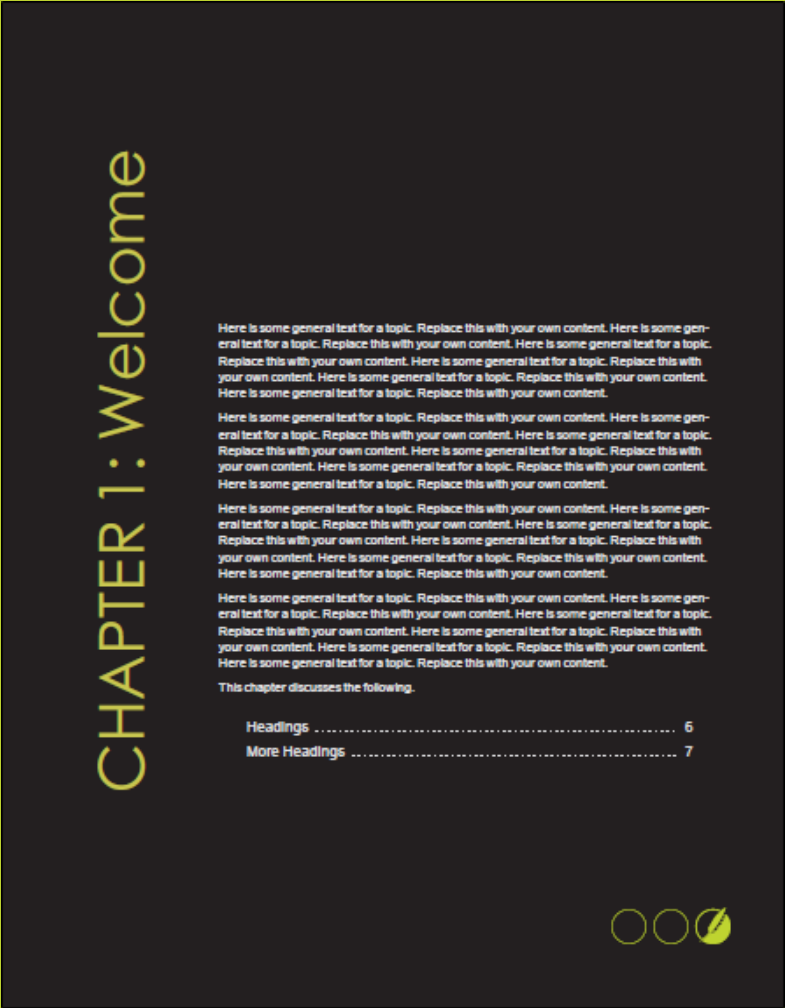 CHAPTER 1: Welcome
Here is some general text for a topic. Replace this with your own content. Here is some gen-
eral text for a topic. Replace this with your own content. Here is some general text for a topic.
Replace this with your own content. Here is some general text for a topic. Replace this with
your own content. Here is some general text for a topic. Replace this with your own content.
Here is some general text for a topic. Replace this with your own content.
Here is some general text for a topic. Replace this with your own content. Here is some gen-
eral text for a topic. Replace this with your own content. Here is some general text for a topic.
Replace this with your own content. Here is some general text for a topic. Replace this with
your own content. Here is some general text for a topic. Replace this with your own content.
Here is some general text for a topic. Replace this with your own content.
Here is some general text for a topic. Replace this with your own content. Here is some gen-
eral text for a topic. Replace this with your own content. Here is some general text for a topic.
Replace this with your own content. Here is some general text for a topic. Replace this with
your own content. Here is some general text for a topic. Replace this with your own content.
Here is some general text for a topic. Replace this with your own content.
Here is some general text for a topic. Replace this with your own content. Here is some gen-
eral text for a topic. Replace this with your own content. Here is some general text for a topic.
Replace this with your own content. Here is some general text for a topic. Replace this with
your own content. Here is some general text for a topic. Replace this with your own content.
Here is some general text for a topic. Replace this with your own content.
This chapter discusses the following.
Headings 6
More Headings 7